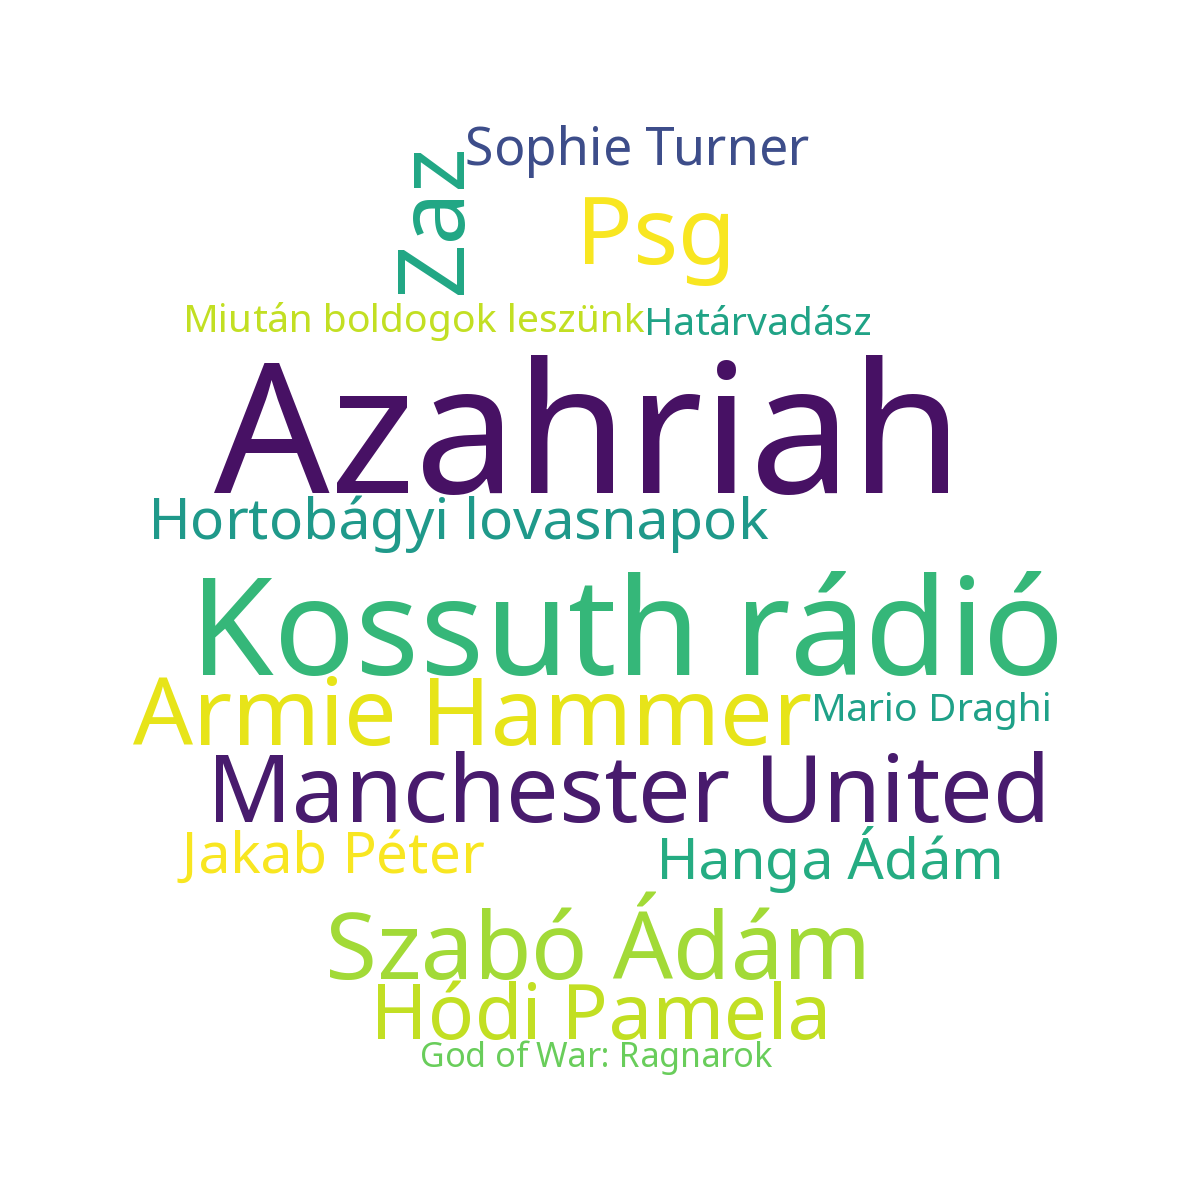 Sophie Turner
Zaz
Psg
Miután boldogok leszünk
Határvadász
Azahriah
Hortobágyi lovasnapok
Kossuth rádió
Armie Hammer
Mario Draghi
Manchester United
Jakab Péter
Hanga Ádám
Szabó Ádám
Hódi Pamela
God of War: Ragnarok